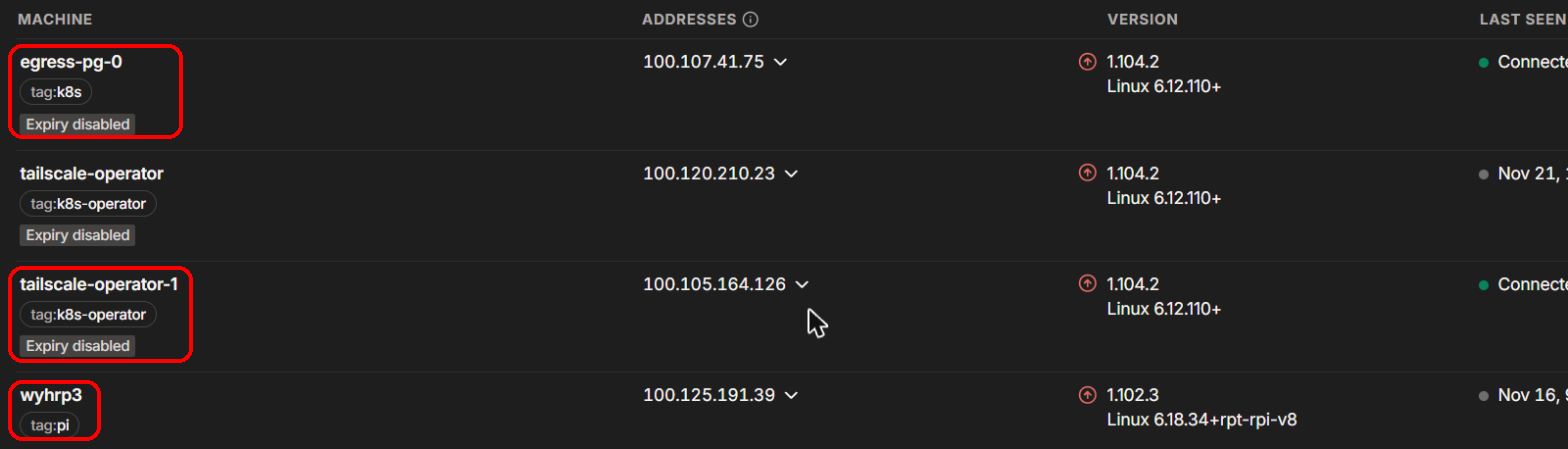 MACHINE ADDRESSES VERSION LAST SEEN
egress-pg-0 100.107.41.75 1.104.2 Connecte
tag:k8s Linux 6.12.110+
Expiry disabled
tailscale-operator 100.120.210.23 1.104.2 Nov 21,
tag:k8s-operator Linux 6.12.110+
Expiry disabled
tailscale-operator-1 100.105.164.126 1.104.2 Connecte
tag:k8s-operator Linux 6.12.110+
Expiry disabled
wyhrp3 100.125.191.39 1.102.3 Nov 16,
tag:pi Linux 6.18.34+rpt-rpi-v8